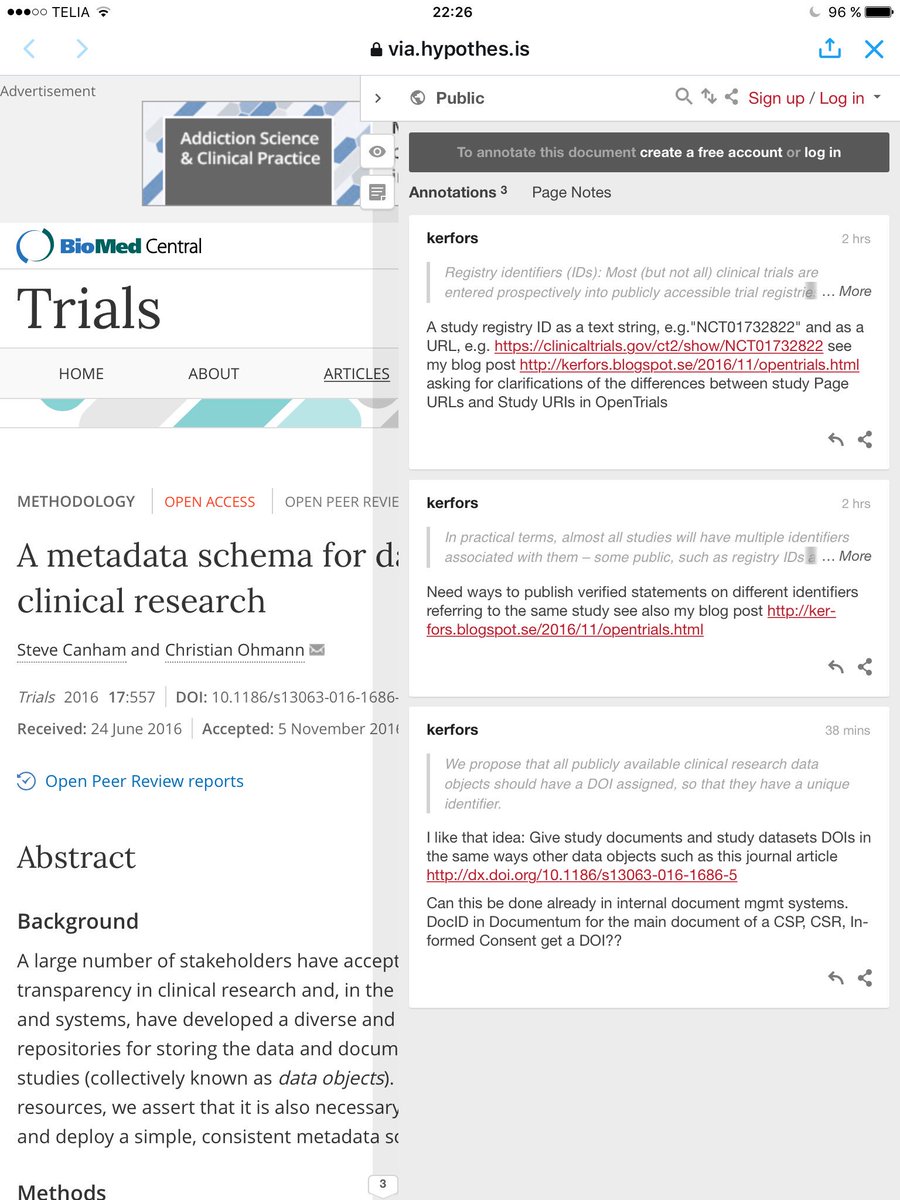 TELIA
22:26
96 %
via.hypothes.is
Advertisement
Addiction Science
& Clinical Practice
BioMed Central
Trials
HOME ABOUT ARTICLES
METHODOLOGY OPEN ACCESS OPEN PEER REVIE
A metadata schema for da
clinical research
Steve Canham and Christian Ohmann
Trials 2016 17:557 DOI: 10.1186/s13063-016-1686-
Received: 24 June 2016 Accepted: 5 November 2016
Open Peer Review reports
Abstract
Background
A large number of stakeholders have accept
transparency in clinical research and, in the
and systems, have developed a diverse and
repositories for storing the data and docum
studies (collectively known as data objects).
resources, we assert that it is also necessary
and deploy a simple, consistent metadata sc
Methods
3
Public
Sign up / Log in
To annotate this document create a free account or log in
Annotations 3 Page Notes
kerfors 2 hrs
Registry identifiers (IDs): Most (but not all) clinical trials are
entered prospectively into publicly accessible trial registrie ... More
A study registry ID as a text string, e.g."NCT01732822" and as a
URL, e.g. https://clinicaltrials.gov/ct2/show/NCT01732822 see
my blog post http://kerfors.blogspot.se/2016/11/opentrials.html
asking for clarifications of the differences between study Page
URLs and Study URIs in OpenTrials
kerfors 2 hrs
In practical terms, almost all studies will have multiple identifiers
associated with them – some public, such as registry IDs a ... More
Need ways to publish verified statements on different identifiers
referring to the same study see also my blog post http://ker-
fors.blogspot.se/2016/11/opentrials.html
kerfors 38 mins
We propose that all publicly available clinical research data
objects should have a DOI assigned, so that they have a unique
identifier.
I like that idea: Give study documents and study datasets DOIs in
the same ways other data objects such as this journal article
http://dx.doi.org/10.1186/s13063-016-1686-5
Can this be done already in internal document mgmt systems.
DocID in Documentum for the main document of a CSP, CSR, In-
formed Consent get a DOI??